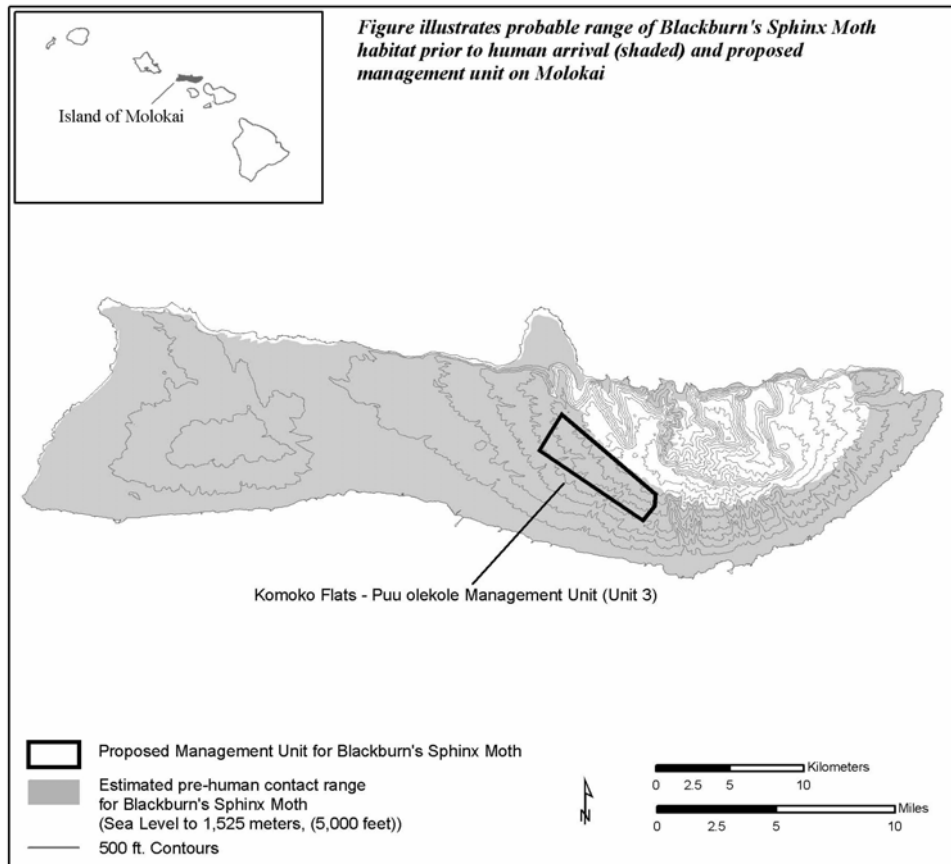 Figure illustrates probable range of Blackburn's Sphinx Moth
habitat prior to human arrival (shaded) and proposed
management unit on Molokai
Island of Molokai
Komoko Flats - Puu olekole Management Unit (Unit 3)
Proposed Management Unit for Blackburn's Sphinx Moth
Estimated pre-human contact range
for Blackburn's Sphinx Moth
(Sea Level to 1,525 meters, (5,000 feet))
500 ft. Contours
N
Kilometers
0 2.5 5 10
Miles
0 2.5 5 10